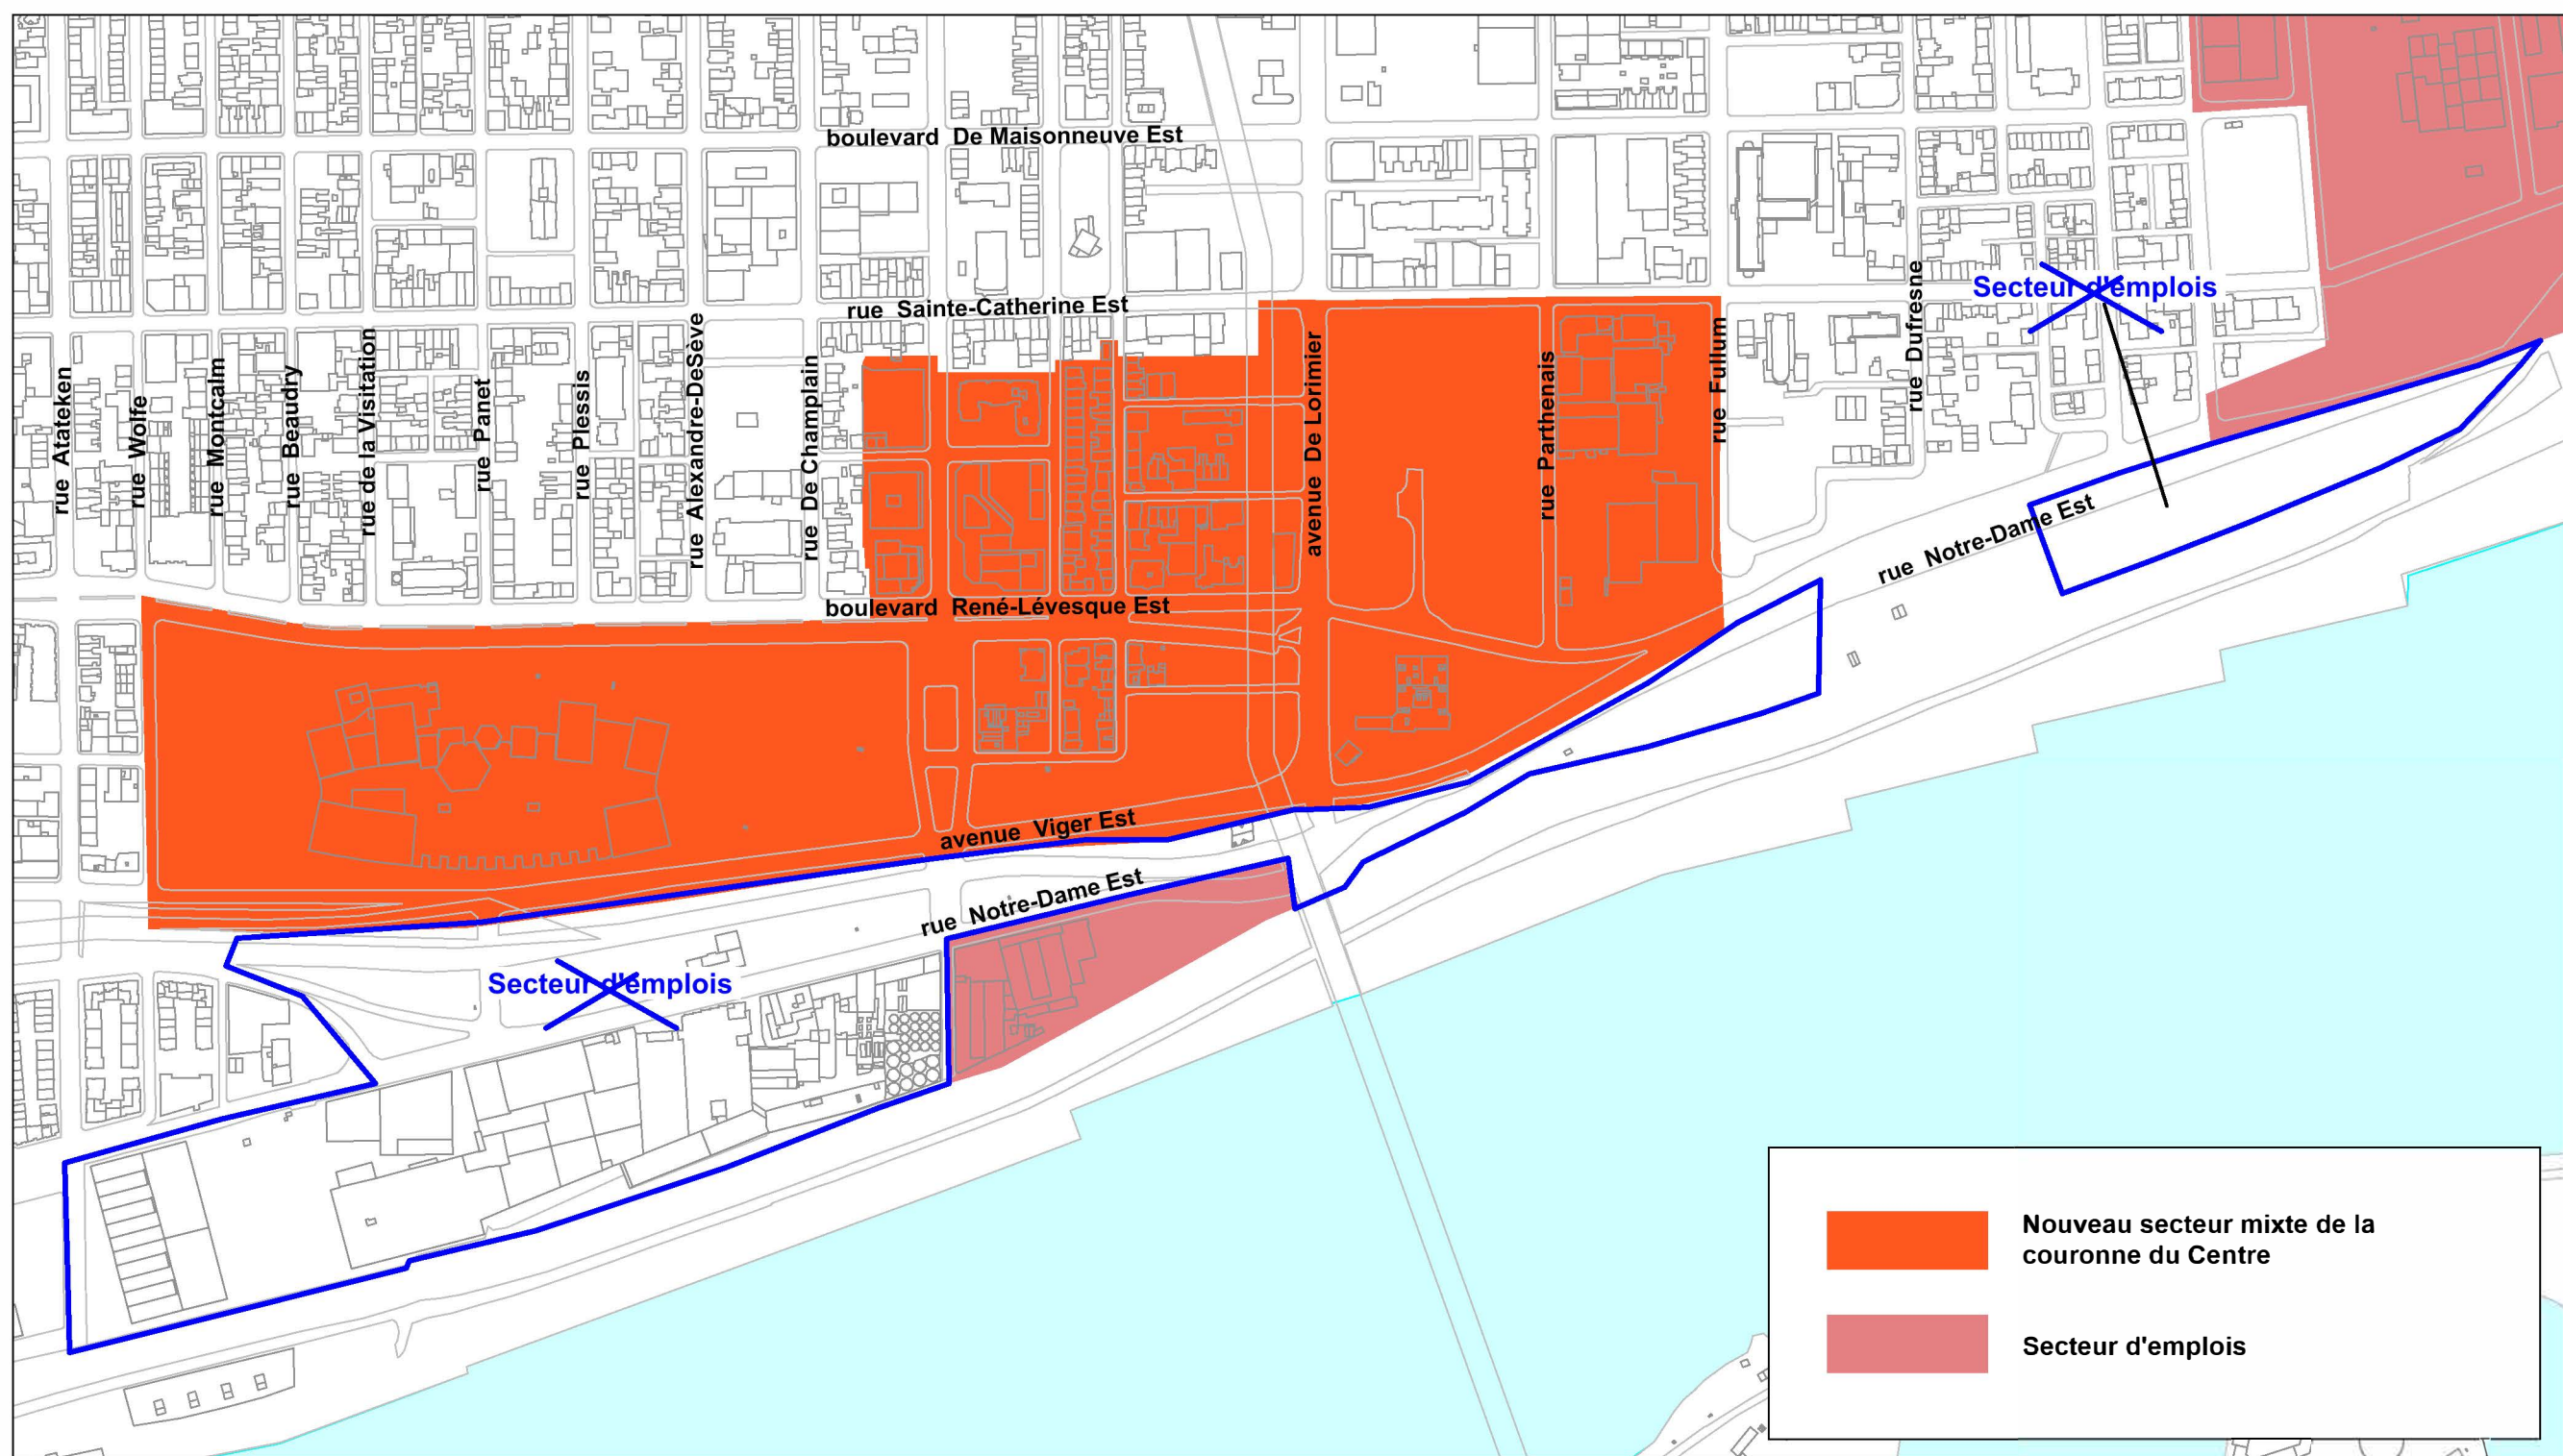 boulevard De Maisonneuve Est
Secteur d'emplois
rue Sainte-Catherine Est
rue Atateken
rue Wolfe
rue Montcalm
rue Beaudry
rue de la Visitation
rue Panet
rue Plessis
rue Alexandre-DeSève
rue De Champlain
avenue De Lorimier
rue Parthenais
rue Fullum
rue Dufresne
rue Notre-Dame Est
boulevard René-Lévesque Est
avenue Viger Est
rue Notre-Dame Est
Secteur d'emplois
Nouveau secteur mixte de la
couronne du Centre
Secteur d'emplois